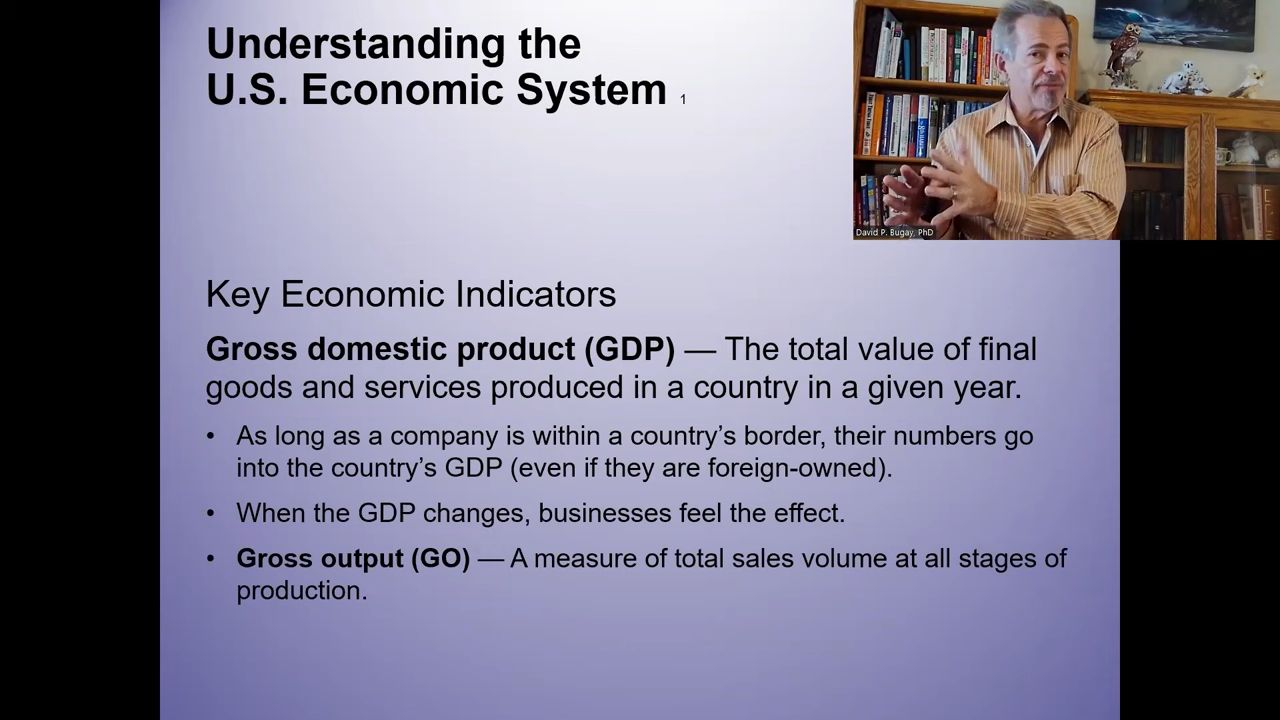 Understanding the
U.S. Economic System 1
David P. Bugay, PhD
Key Economic Indicators
Gross domestic product (GDP) — The total value of final
goods and services produced in a country in a given year.
• As long as a company is within a country’s border, their numbers go
into the country’s GDP (even if they are foreign-owned).
• When the GDP changes, businesses feel the effect.
• Gross output (GO) — A measure of total sales volume at all stages of
production.